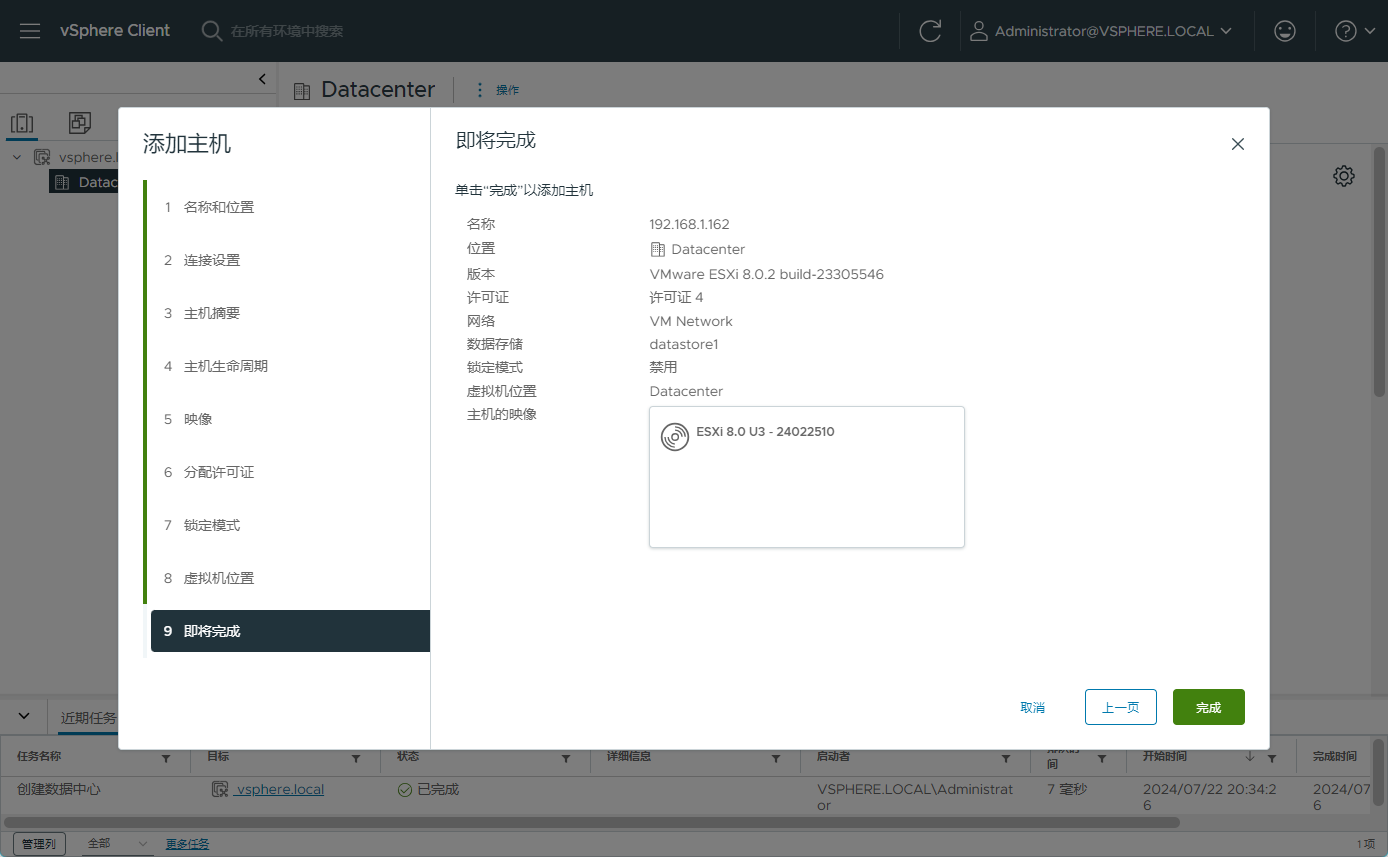 vSphere Client
在所有环境中搜索
Administrator@VSPHERE.LOCAL
Datacenter
操作
vsphere.l
Datac
添加主机
1 名称和位置
2 连接设置
3 主机摘要
4 主机生命周期
5 映像
6 分配许可证
7 锁定模式
8 虚拟机位置
9 即将完成
即将完成
单击“完成”以添加主机
名称 192.168.1.162
位置 Datacenter
版本 VMware ESXi 8.0.2 build-23305546
许可证 许可证 4
网络 VM Network
数据存储 datastore1
锁定模式 禁用
虚拟机位置 Datacenter
主机的映像
ESXi 8.0 U3 - 24022510
取消 上一页 完成
近期任务
任务名称 目标 状态 详细信息 启动者 间 开始时间 完成时间
创建数据中心 vsphere.local 已完成 VSPHERE.LOCAL\Administrat 7 毫秒 2024/07/22 20:34:2 2024/07
or 6 6
管理列 全部 更多任务 1 项